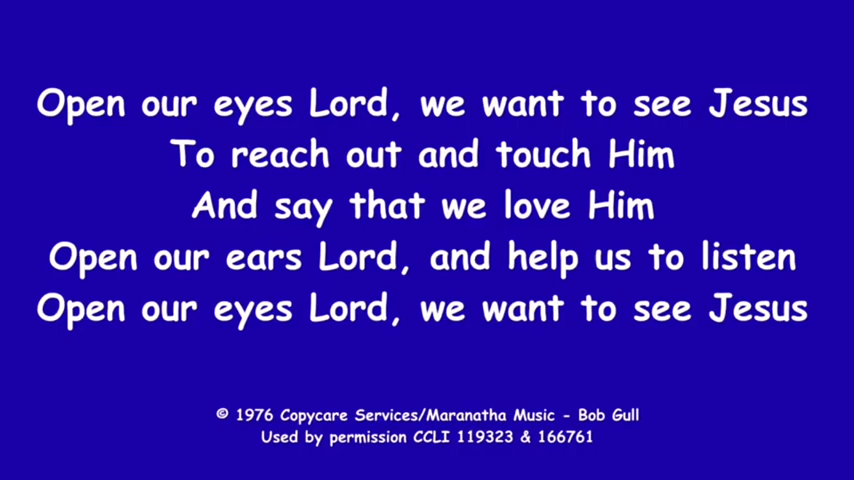 Open our eyes Lord, we want to see Jesus
To reach out and touch Him
And say that we love Him
Open our ears Lord, and help us to listen
Open our eyes Lord, we want to see Jesus
© 1976 Copycare Services/Maranatha Music - Bob Gull
Used by permission CCLI 119323 & 166761